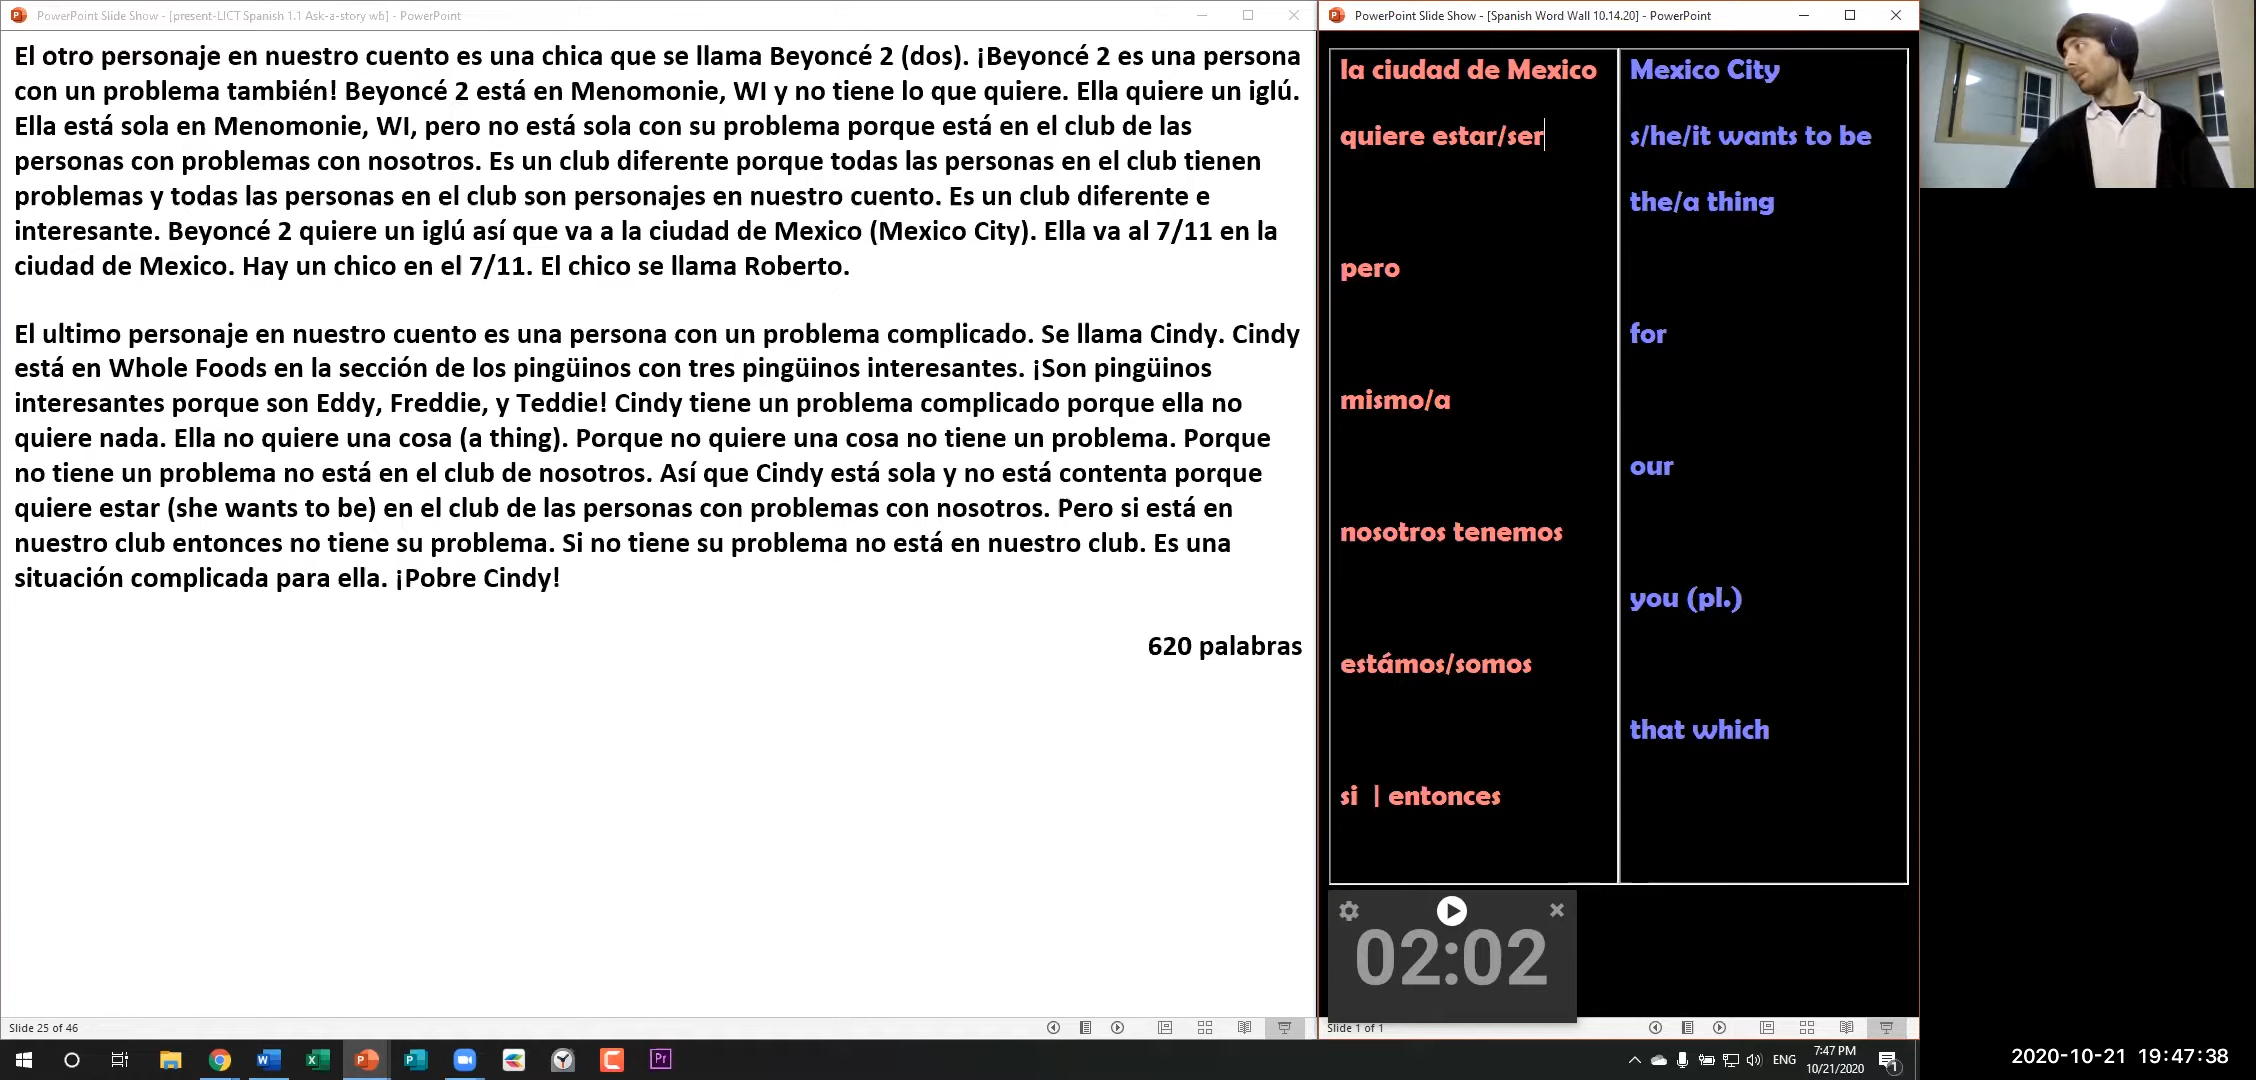 PowerPoint Slide Show - [present-LICT Spanish 1.1 Ask-a-story wb] - PowerPoint
El otro personaje en nuestro cuento es una chica que se llama Beyoncé 2 (dos). ¡Beyoncé 2 es una persona
con un problema también! Beyoncé 2 está en Menomonie, WI y no tiene lo que quiere. Ella quiere un iglú.
Ella está sola en Menomonie, WI, pero no está sola con su problema porque está en el club de las
personas con problemas con nosotros. Es un club diferente porque todas las personas en el club tienen
problemas y todas las personas en el club son personajes en nuestro cuento. Es un club diferente e
interesante. Beyoncé 2 quiere un iglú así que va a la ciudad de Mexico (Mexico City). Ella va al 7/11 en la
ciudad de Mexico. Hay un chico en el 7/11. El chico se llama Roberto.
El ultimo personaje en nuestro cuento es una persona con un problema complicado. Se llama Cindy. Cindy
está en Whole Foods en la sección de los pingüinos con tres pingüinos interesantes. ¡Son pingüinos
interesantes porque son Eddy, Freddie, y Teddie! Cindy tiene un problema complicado porque ella no
quiere nada. Ella no quiere una cosa (a thing). Porque no quiere una cosa no tiene un problema. Porque
no tiene un problema no está en el club de nosotros. Así que Cindy está sola y no está contenta porque
quiere estar (she wants to be) en el club de las personas con problemas con nosotros. Pero si está en
nuestro club entonces no tiene su problema. Si no tiene su problema no está en nuestro club. Es una
situación complicada para ella. ¡Pobre Cindy!
620 palabras
Slide 25 of 46
PowerPoint Slide Show - [Spanish Word Wall 10.14.20] - PowerPoint
la ciudad de Mexico Mexico City
quiere estar/ser s/he/it wants to be
the/a thing
pero
for
mismo/a
our
nosotros tenemos
you (pl.)
estámos/somos
that which
si | entonces
02:02
Slide 1 of 1
ENG
7:47 PM
10/21/2020
2020-10-21 19:47:38